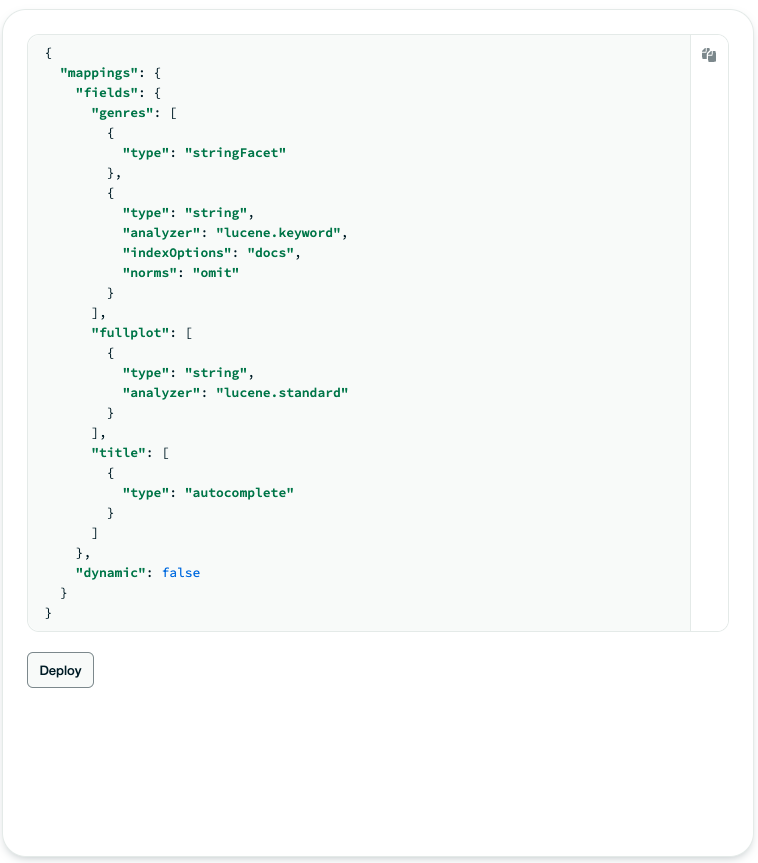 {
  "mappings": {
    "fields": {
      "genres": [
        {
          "type": "stringFacet"
        },
        {
          "type": "string",
          "analyzer": "lucene.keyword",
          "indexOptions": "docs",
          "norms": "omit"
        }
      ],
      "fullplot": [
        {
          "type": "string",
          "analyzer": "lucene.standard"
        }
      ],
      "title": [
        {
          "type": "autocomplete"
        }
      ]
    },
    "dynamic": false
  }
}
Deploy